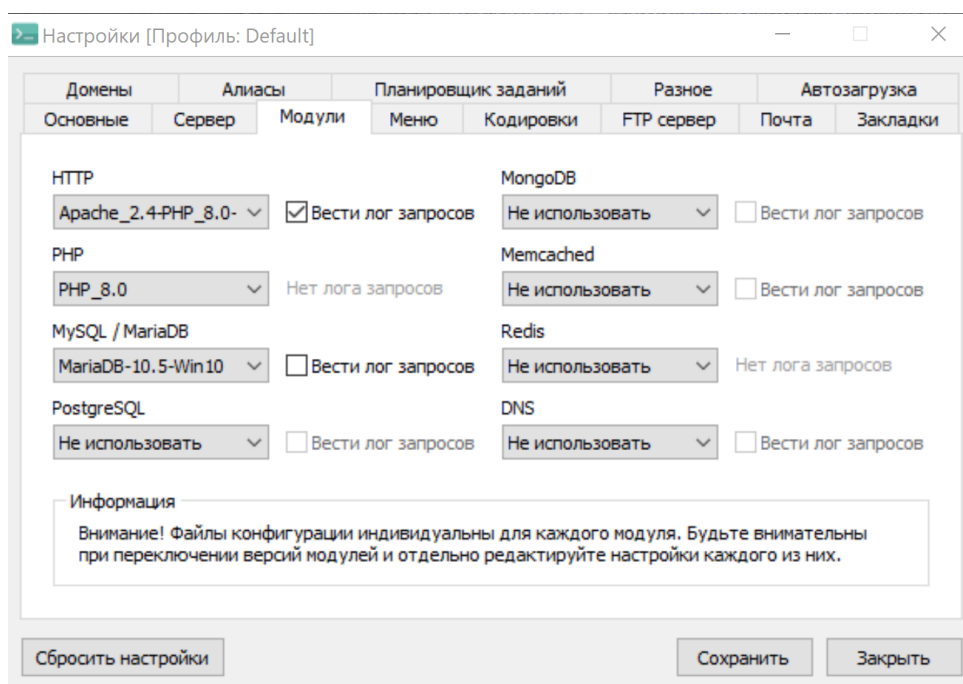 Настройки [Профиль: Default]
Домены Алиасы Планировщик заданий Разное Автозагрузка
Основные Сервер Модули Меню Кодировки FTP сервер Почта Закладки
HTTP MongoDB
Apache_2.4-PHP_8.0- Вести лог запросов Не использовать Вести лог запросов
PHP Memcached
PHP_8.0 Нет лога запросов Не использовать Вести лог запросов
MySQL / MariaDB Redis
MariaDB-10.5-Win10 Вести лог запросов Не использовать Нет лога запросов
PostgreSQL DNS
Не использовать Вести лог запросов Не использовать Вести лог запросов
Информация
Внимание! Файлы конфигурации индивидуальны для каждого модуля. Будьте внимательны
при переключении версий модулей и отдельно редактируйте настройки каждого из них.
Сбросить настройки Сохранить Закрыть